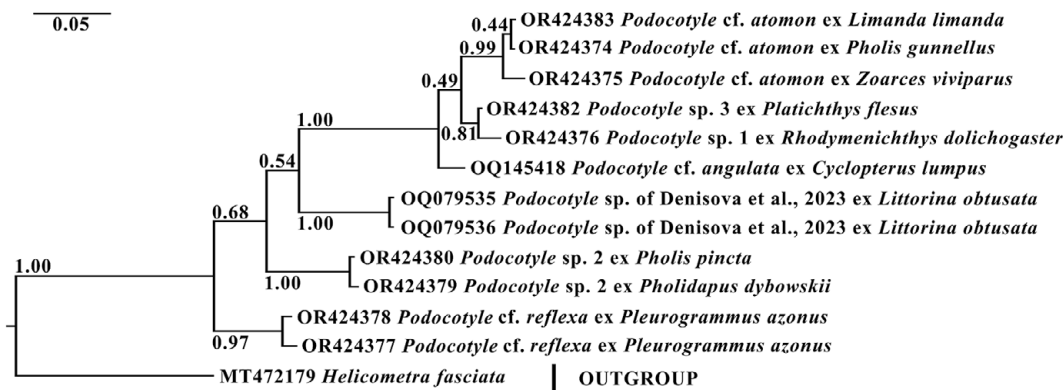 0.05
0.44 OR424383 Podocotyle cf. atomon ex Limanda limanda
0.99 OR424374 Podocotyle cf. atomon ex Pholis gunnellus
0.49 OR424375 Podocotyle cf. atomon ex Zoarces viviparus
OR424382 Podocotyle sp. 3 ex Platichthys flesus
1.00 0.81 OR424376 Podocotyle sp. 1 ex Rhodymenichthys dolichogaster
0.54 OQ145418 Podocotyle cf. angulata ex Cyclopterus lumpus
OQ079535 Podocotyle sp. of Denisova et al., 2023 ex Littorina obtusata
0.68 1.00 OQ079536 Podocotyle sp. of Denisova et al., 2023 ex Littorina obtusata
OR424380 Podocotyle sp. 2 ex Pholis pincta
1.00 1.00 OR424379 Podocotyle sp. 2 ex Pholidapus dybowskii
OR424378 Podocotyle cf. reflexa ex Pleurogrammus azonus
0.97 OR424377 Podocotyle cf. reflexa ex Pleurogrammus azonus
MT472179 Helicometra fasciata OUTGROUP